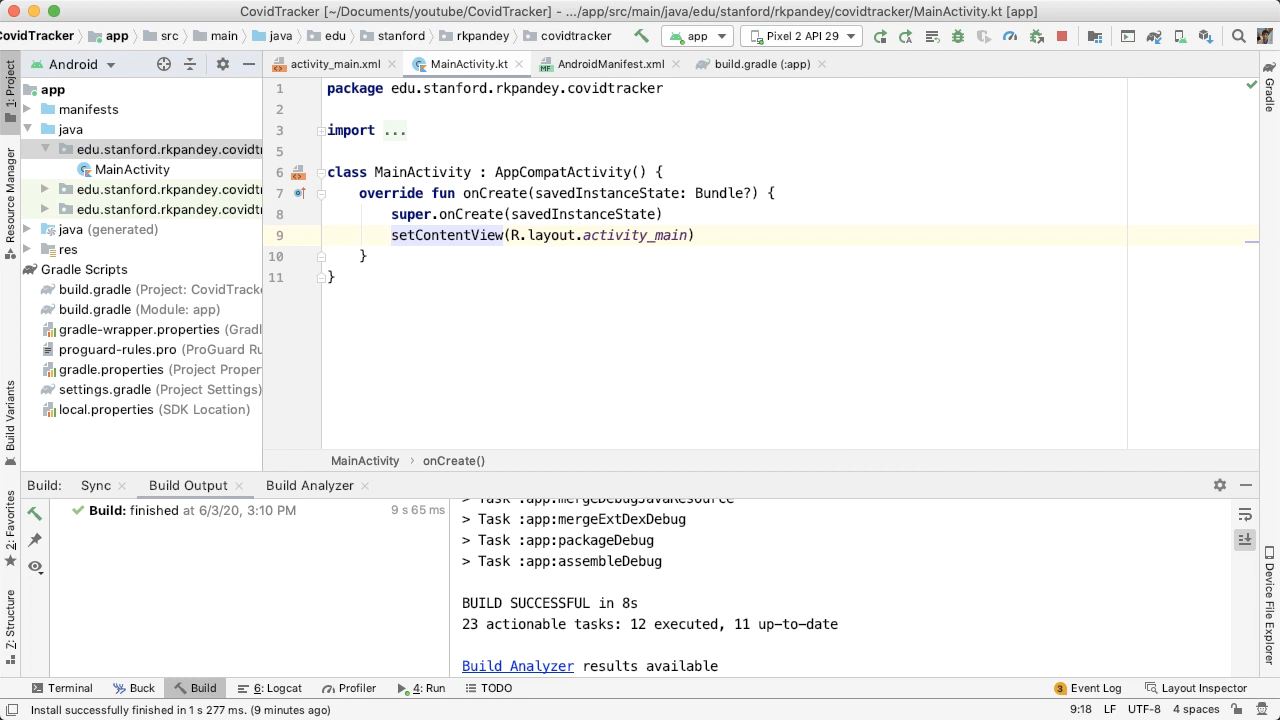 CovidTracker [~/Documents/youtube/CovidTracker] - .../app/src/main/java/edu/stanford/rkpandey/covidtracker/MainActivity.kt [app]
CovidTracker app src main java edu stanford rkpandey covidtracker app Pixel 2 API 29
1: Project
Resource Manager
Build Variants
2: Favorites
Z: Structure
Android
app
manifests
java
edu.stanford.rkpandey.covidt
MainActivity
edu.stanford.rkpandey.covidt
edu.stanford.rkpandey.covidt
java (generated)
res
Gradle Scripts
build.gradle (Project: CovidTracke
build.gradle (Module: app)
gradle-wrapper.properties (Gradl
proguard-rules.pro (ProGuard Ru
gradle.properties (Project Proper
settings.gradle (Project Settings)
local.properties (SDK Location)
activity_main.xml MainActivity.kt AndroidManifest.xml build.gradle (:app)
1 package edu.stanford.rkpandey.covidtracker
2
3 import ...
5
6 class MainActivity : AppCompatActivity() {
7 override fun onCreate(savedInstanceState: Bundle?) {
8 super.onCreate(savedInstanceState)
9 setContentView(R.layout.activity_main)
10 }
11 }
MainActivity › onCreate()
Gradle
Device File Explorer
Build: Sync Build Output Build Analyzer
Build: finished at 6/3/20, 3:10 PM 9 s 65 ms
> Task :app:mergeDebugJavaResource
> Task :app:mergeExtDexDebug
> Task :app:packageDebug
> Task :app:assembleDebug
BUILD SUCCESSFUL in 8s
23 actionable tasks: 12 executed, 11 up-to-date
Build Analyzer results available
Terminal Buck Build 6: Logcat Profiler 4: Run TODO 3 Event Log Layout Inspector
Install successfully finished in 1 s 277 ms. (9 minutes ago) 9:18 LF UTF-8 4 spaces